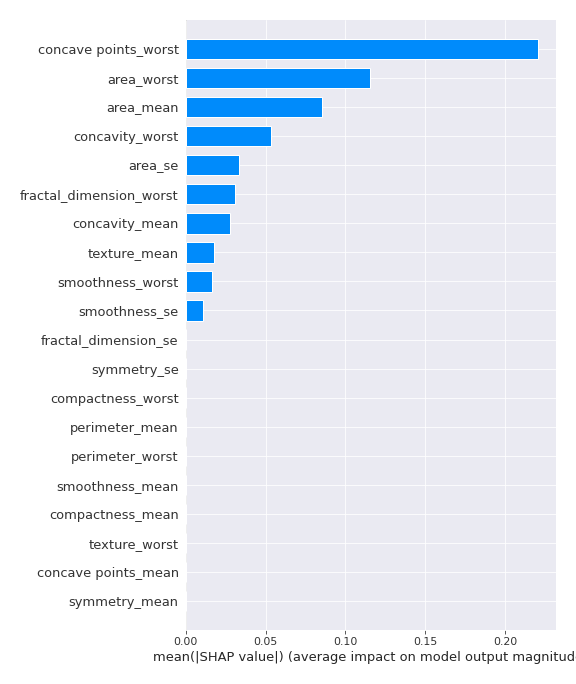 concave points_worst
area_worst
area_mean
concavity_worst
area_se
fractal_dimension_worst
concavity_mean
texture_mean
smoothness_worst
smoothness_se
fractal_dimension_se
symmetry_se
compactness_worst
perimeter_mean
perimeter_worst
smoothness_mean
compactness_mean
texture_worst
concave points_mean
symmetry_mean
0.00 0.05 0.10 0.15 0.20
mean(|SHAP value|) (average impact on model output magnitude